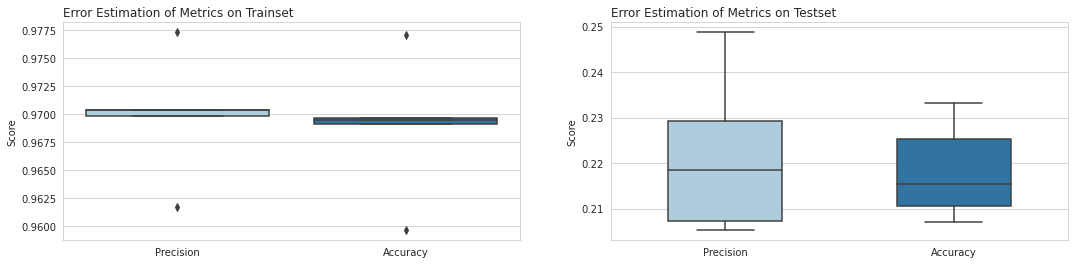 Error Estimation of Metrics on Trainset
0.9775
0.9750
0.9725
0.9700
0.9675
0.9650
0.9625
0.9600
Score
Precision
Accuracy
Error Estimation of Metrics on Testset
0.25
0.24
0.23
0.22
0.21
Score
Precision
Accuracy